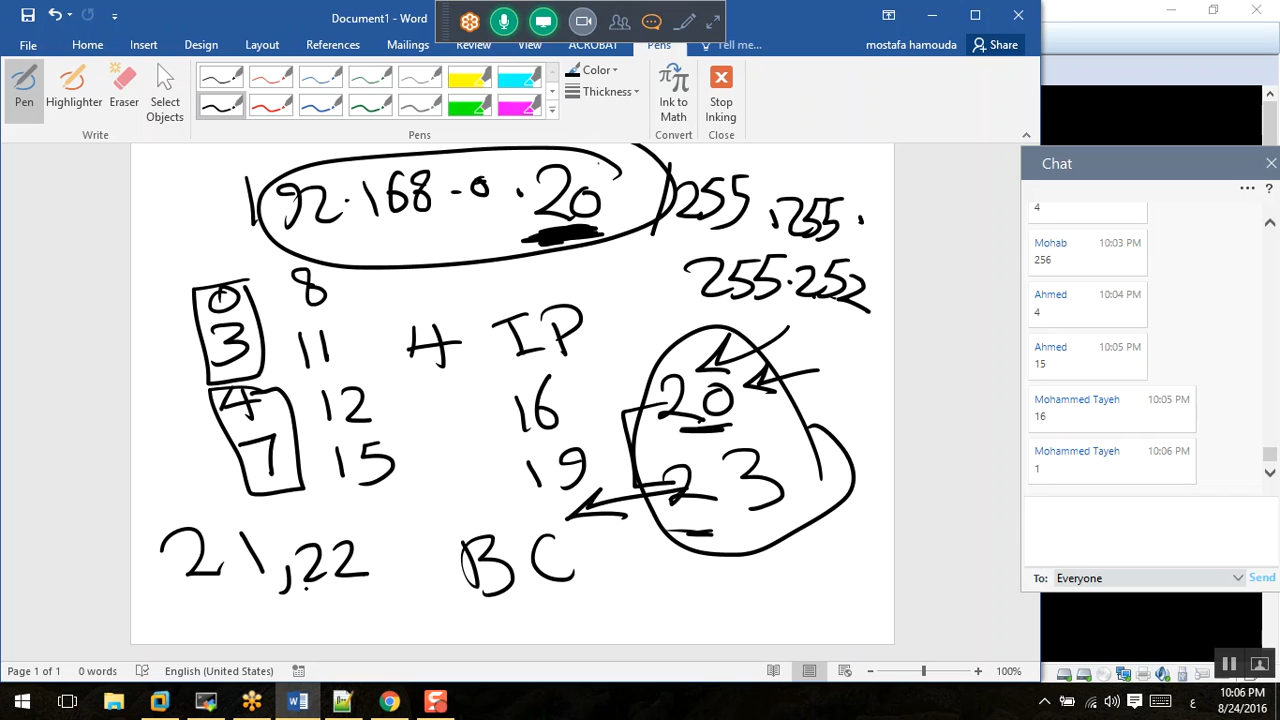 Document1 - Word
File
Home
Insert
Design
Layout
References
Mailings
Review
View
ACROBAT
Pens
Tell me...
mostafa hamouda
Share
Pen
Highlighter
Eraser
Select
Objects
Color
Thickness
Ink to
Math
Stop
Inking
Write
Pens
Convert
Close
192.168.0.20
255.255.
255.252
0 8
3 11 4 IP
4 12 16 20
7 15 19 23
21,22 BC
Chat
4
Mohab 10:03 PM
256
Ahmed 10:04 PM
4
Ahmed 10:05 PM
15
Mohammed Tayeh 10:05 PM
16
Mohammed Tayeh 10:06 PM
1
To: Everyone Send
Page 1 of 1 0 words English (United States) 100%
ع
10:06 PM
8/24/2016